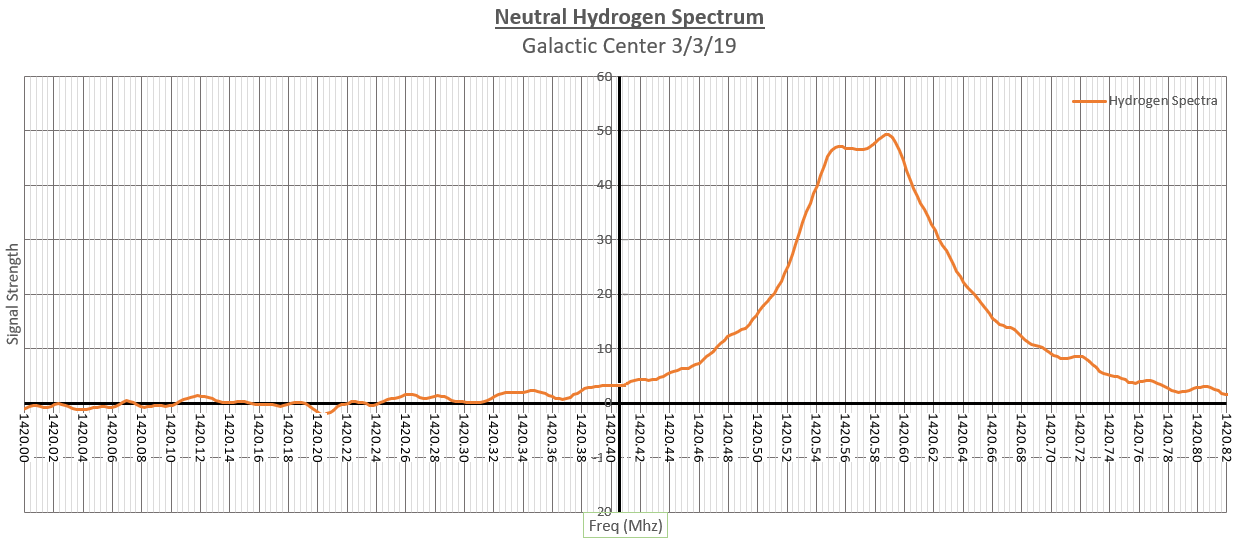 Neutral Hydrogen Spectrum
Galactic Center 3/3/19
60
Hydrogen Spectra
50
40
30
20
10
0
-1
20
Signal Strength
1420.00 1420.02 1420.04 1420.06 1420.08 1420.10 1420.12 1420.14 1420.16 1420.18 1420.20 1420.22 1420.24 1420.26 1420.28 1420.30 1420.32 1420.34 1420.36 1420.38 1420.40 1420.42 1420.44 1420.46 1420.48 1420.50 1420.52 1420.54 1420.56 1420.58 1420.60 1420.62 1420.64 1420.66 1420.68 1420.70 1420.72 1420.74 1420.76 1420.78 1420.80 1420.82
Freq (Mhz)